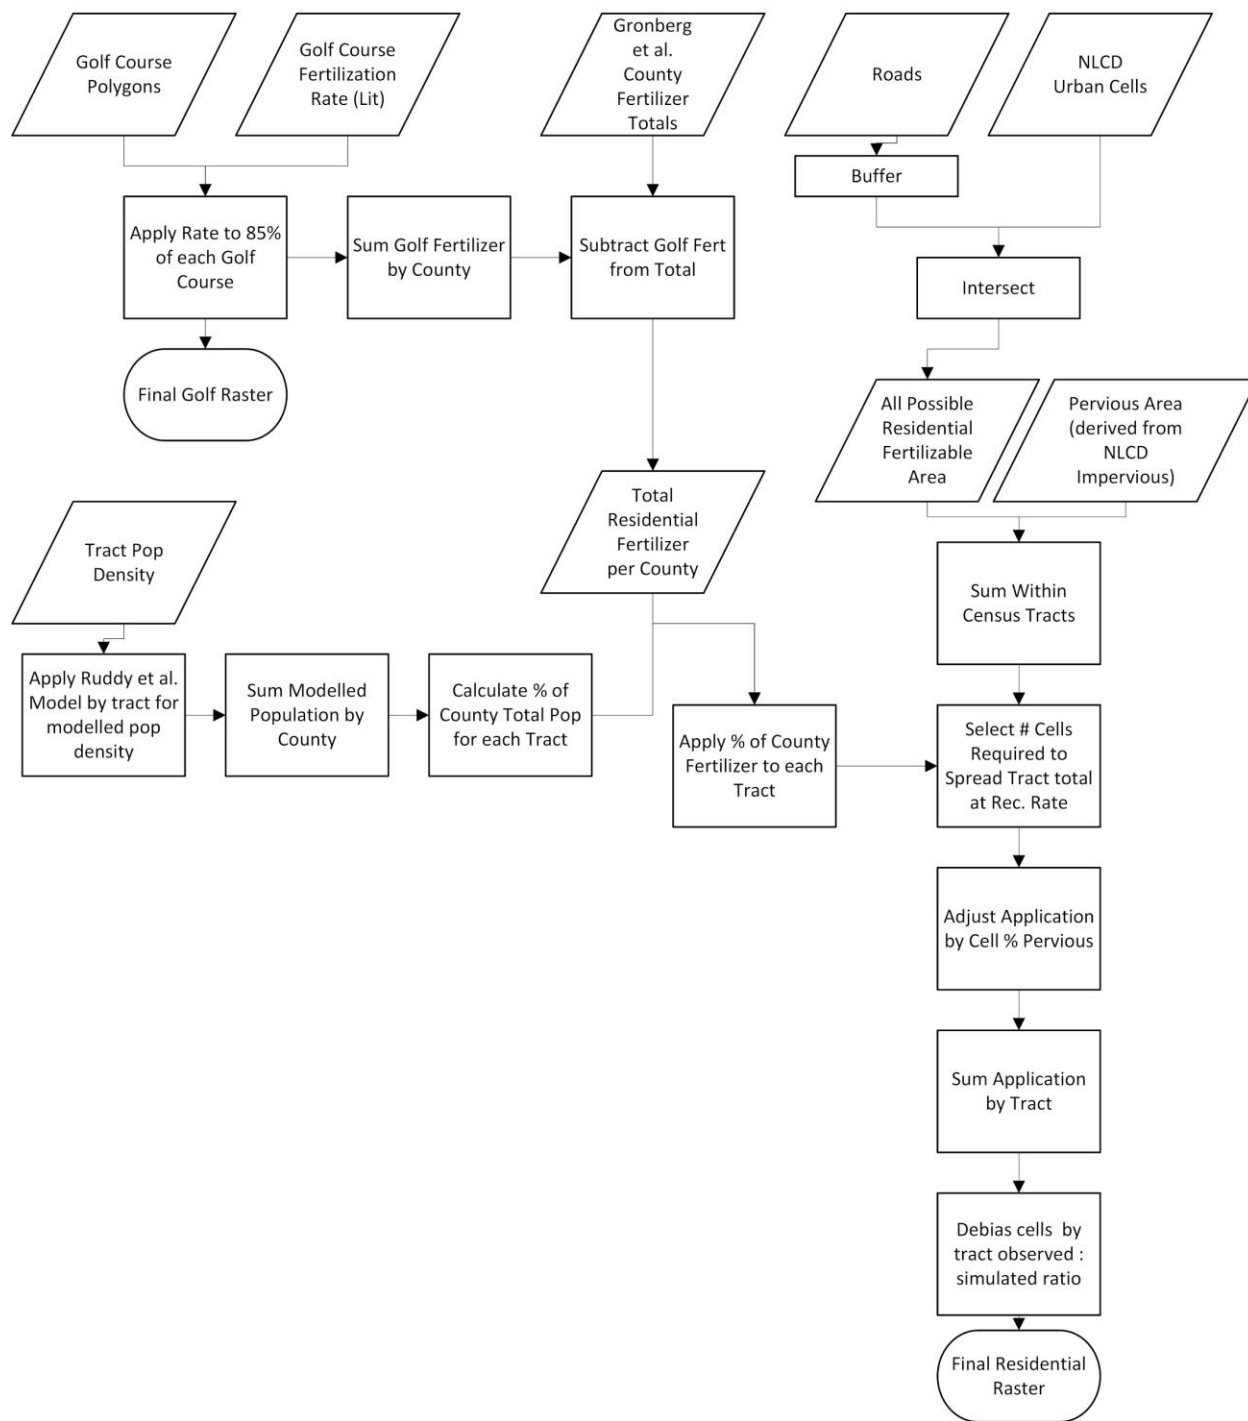 Golf Course
Polygons
Golf Course
Fertilization
Rate (Lit)
Gronberg
et al.
County
Fertilizer
Totals
Roads
NLCD
Urban Cells
Buffer
Apply Rate to 85%
of each Golf
Course
Sum Golf Fertilizer
by County
Subtract Golf Fert
from Total
Intersect
Final Golf Raster
All Possible
Residential
Fertilizable
Area
Pervious Area
(derived from
NLCD
Impervious)
Total
Residential
Fertilizer
per County
Tract Pop
Density
Sum Within
Census Tracts
Apply Ruddy et al.
Model by tract for
modelled pop
density
Sum Modelled
Population by
County
Calculate % of
County Total Pop
for each Tract
Apply % of County
Fertilizer to each
Tract
Select # Cells
Required to
Spread Tract total
at Rec. Rate
Adjust Application
by Cell % Pervious
Sum Application
by Tract
Debias cells by
tract observed :
simulated ratio
Final Residential
Raster